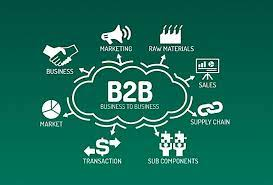 MARKETING
RAW MATERIALS
BUSINESS
SALES
B2B
BUSINESS TO BUSINESS
MARKET
SUPPLY CHAIN
TRANSACTION
SUB COMPONENTS